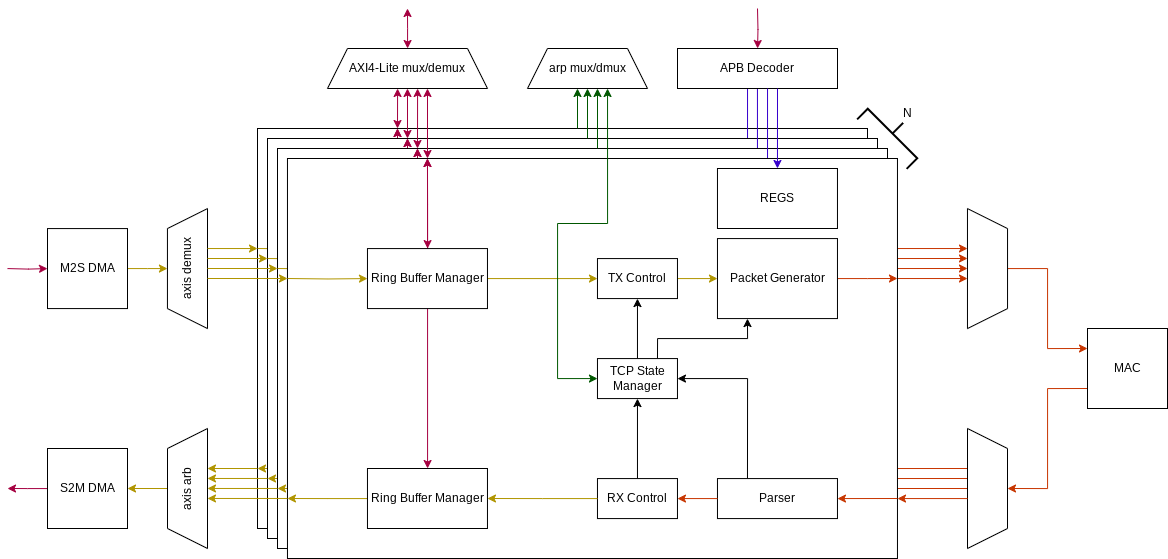 AXI4-Lite mux/demux
arp mux/dmux
APB Decoder
N
REGS
M2S DMA
axis demux
Ring Buffer Manager
TX Control
Packet Generator
MAC
TCP State
Manager
S2M DMA
axis arb
Ring Buffer Manager
RX Control
Parser